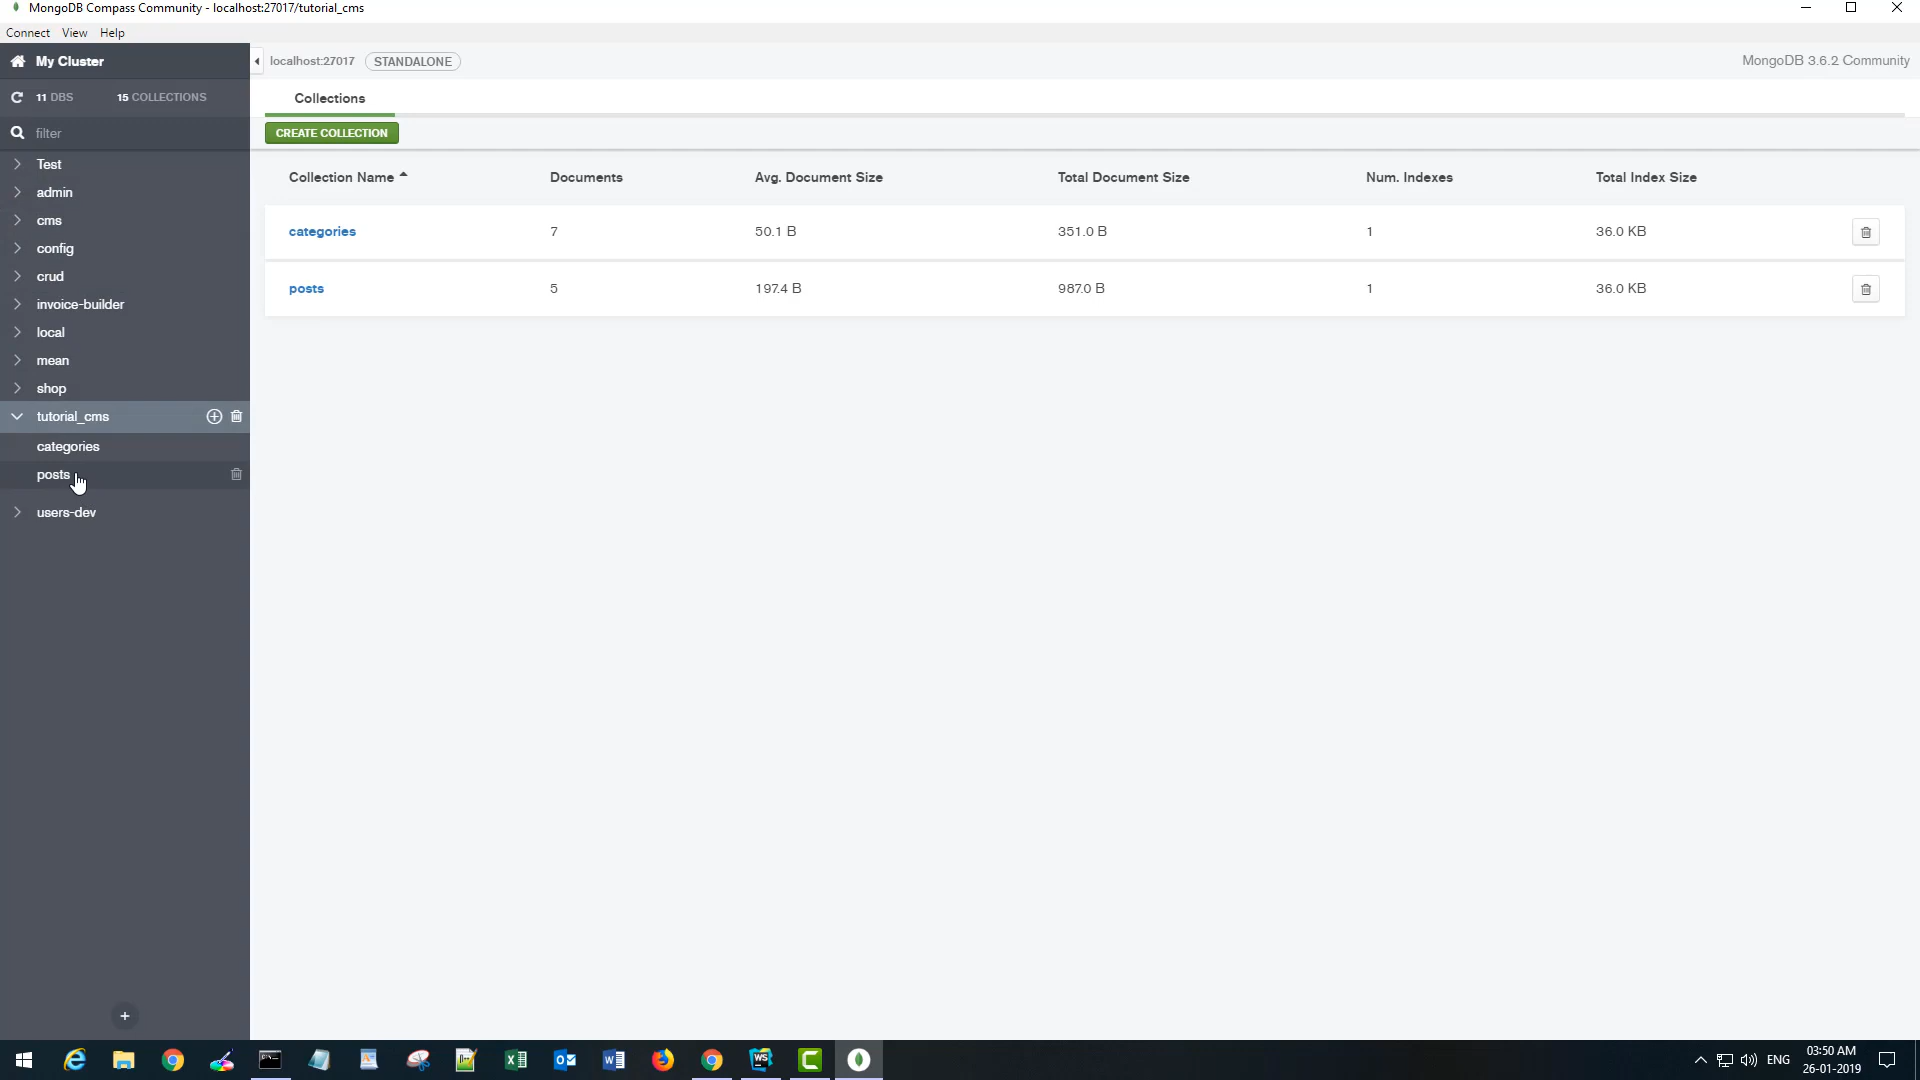 MongoDB Compass Community - localhost:27017/tutorial_cms
Connect View Help
My Cluster
localhost:27017 STANDALONE
MongoDB 3.6.2 Community
11 DBS 15 COLLECTIONS
Collections
filter
CREATE COLLECTION
Collection Name Documents Avg. Document Size Total Document Size Num. Indexes Total Index Size
categories 7 50.1 B 351.0 B 1 36.0 KB
posts 5 197.4 B 987.0 B 1 36.0 KB
Test
admin
cms
config
crud
invoice-builder
local
mean
shop
tutorial_cms
categories
posts
users-dev
+
WS
ENG
03:50 AM
26-01-2019